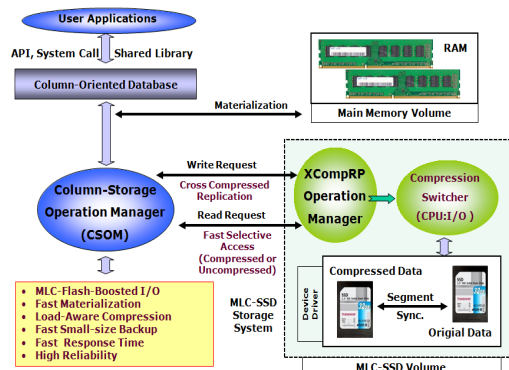 User Applications
API, System Call
Shared Library
Column-Oriented Database
RAM
Main Memory Volume
Materialization
Write Request
Cross Compressed
Replication
Read Request
Fast Selective
Access
(Compressed or
Uncompressed)
Column-Storage
Operation Manager
(CSOM)
XCompRP
Operation
Manager
Compression
Switcher
(CPU:I/O )
• MLC-Flash-Boosted I/O
• Fast Materialization
• Load-Aware Compression
• Fast Small-size Backup
• Fast Response Time
• High Reliability
MLC-SSD
Storage
System
Device
Driver
Compressed Data
SSD
Segment
Sync.
SSD
Origial Data
MLC-SSD Volume